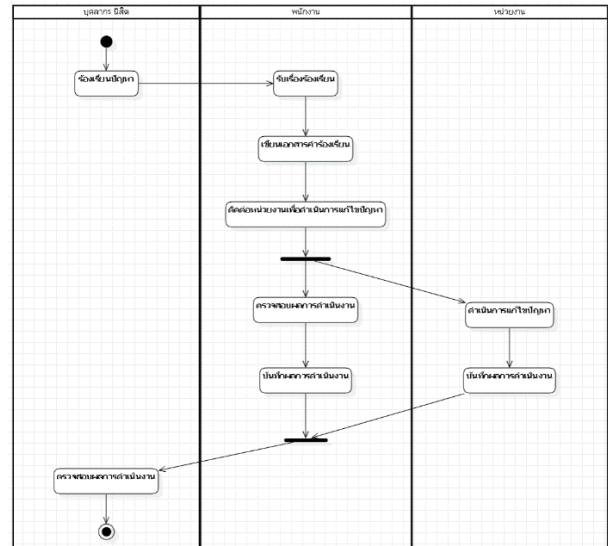 บุคลากร นิสิต
พนักงาน
หน่วยงาน
ร้องเรียนปัญหา
รับเรื่องร้องเรียน
เขียนเอกสารคำร้องเรียน
ติดต่อหน่วยงานเพื่อดำเนินการแก้ไขปัญหา
ตรวจสอบผลการดำเนินงาน
ดำเนินการแก้ไขปัญหา
บันทึกผลการดำเนินงาน
บันทึกผลการดำเนินงาน
ตรวจสอบผลการดำเนินงาน